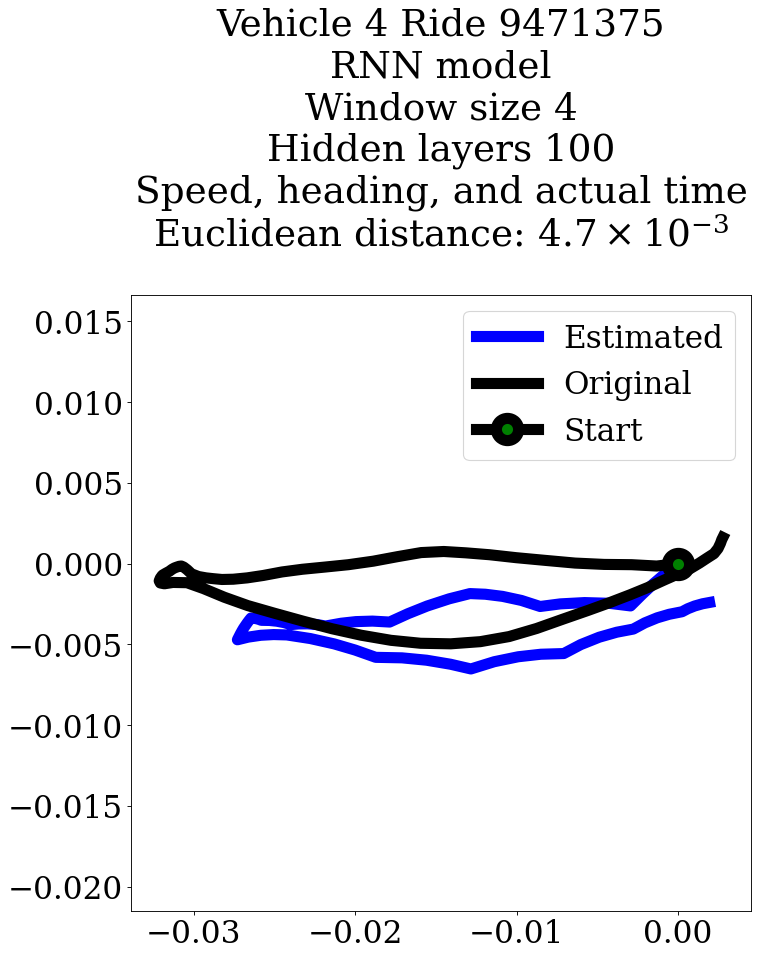 Vehicle 4 Ride 9471375
RNN model
Window size 4
Hidden layers 100
Speed, heading, and actual time
Euclidean distance: 4.7 × 10⁻³
Estimated
Original
Start
0.015
0.010
0.005
0.000
−0.005
−0.010
−0.015
−0.020
−0.03
−0.02
−0.01
0.00